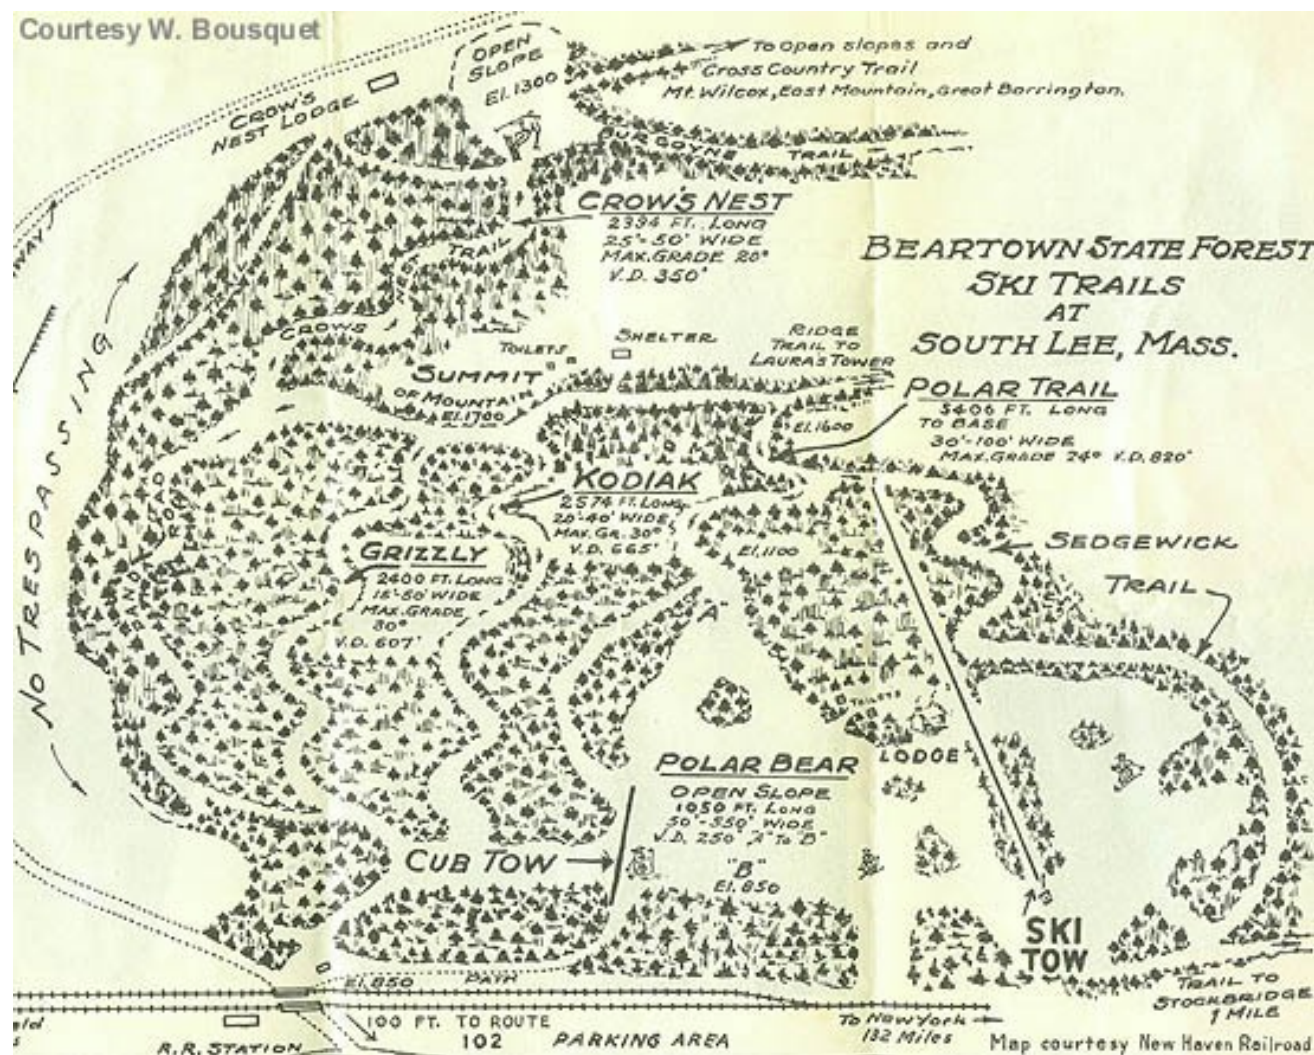 Courtesy W. Bousquet
OPEN
SLOPE
El. 1300
To Open slopes and
Cross Country Trail
Mt. Wilcox, East Mountain, Great Barrington.
CROW'S
NEST LODGE
BURGOYNE TRAIL
CROW'S NEST
2334 FT. LONG
25'-50' WIDE
MAX. GRADE 20°
V.D. 350'
TRAIL
CROWS
BEARTOWN STATE FOREST
SKI TRAILS
AT
SOUTH LEE, MASS.
WAY
NO TRESPASSING
TOILETS
SHELTER
RIDGE
TRAIL TO
LAURA'S TOWER
SUMMIT
OF MOUNTAIN
El. 1700
El. 1600
POLAR TRAIL
5400 FT. LONG
TO BASE
30'-100' WIDE
MAX. GRADE 24° V.D. 820'
KODIAK
2574 FT. LONG
20'-40' WIDE
MAX. GR. 30°
V.D. 665'
GRIZZLY
2400 FT. LONG
15'-50' WIDE
MAX. GRADE
30°
V.D. 607'
ROAD
AND
El. 1100
SEDGEWICK
TRAIL
"A"
TOILETS
LODGE
POLAR BEAR
OPEN SLOPE
1050 FT. LONG
50'-550' WIDE
V.D. 250' "A" TO "B"
CUB TOW
"B"
El. 850
SKI
TOW
TRAIL TO
STOCKBRIDGE
1 MILE
El. 850 PATH
R.R. STATION
100 FT. TO ROUTE
102 PARKING AREA
To New York
132 Miles
Map courtesy New Haven Railroad